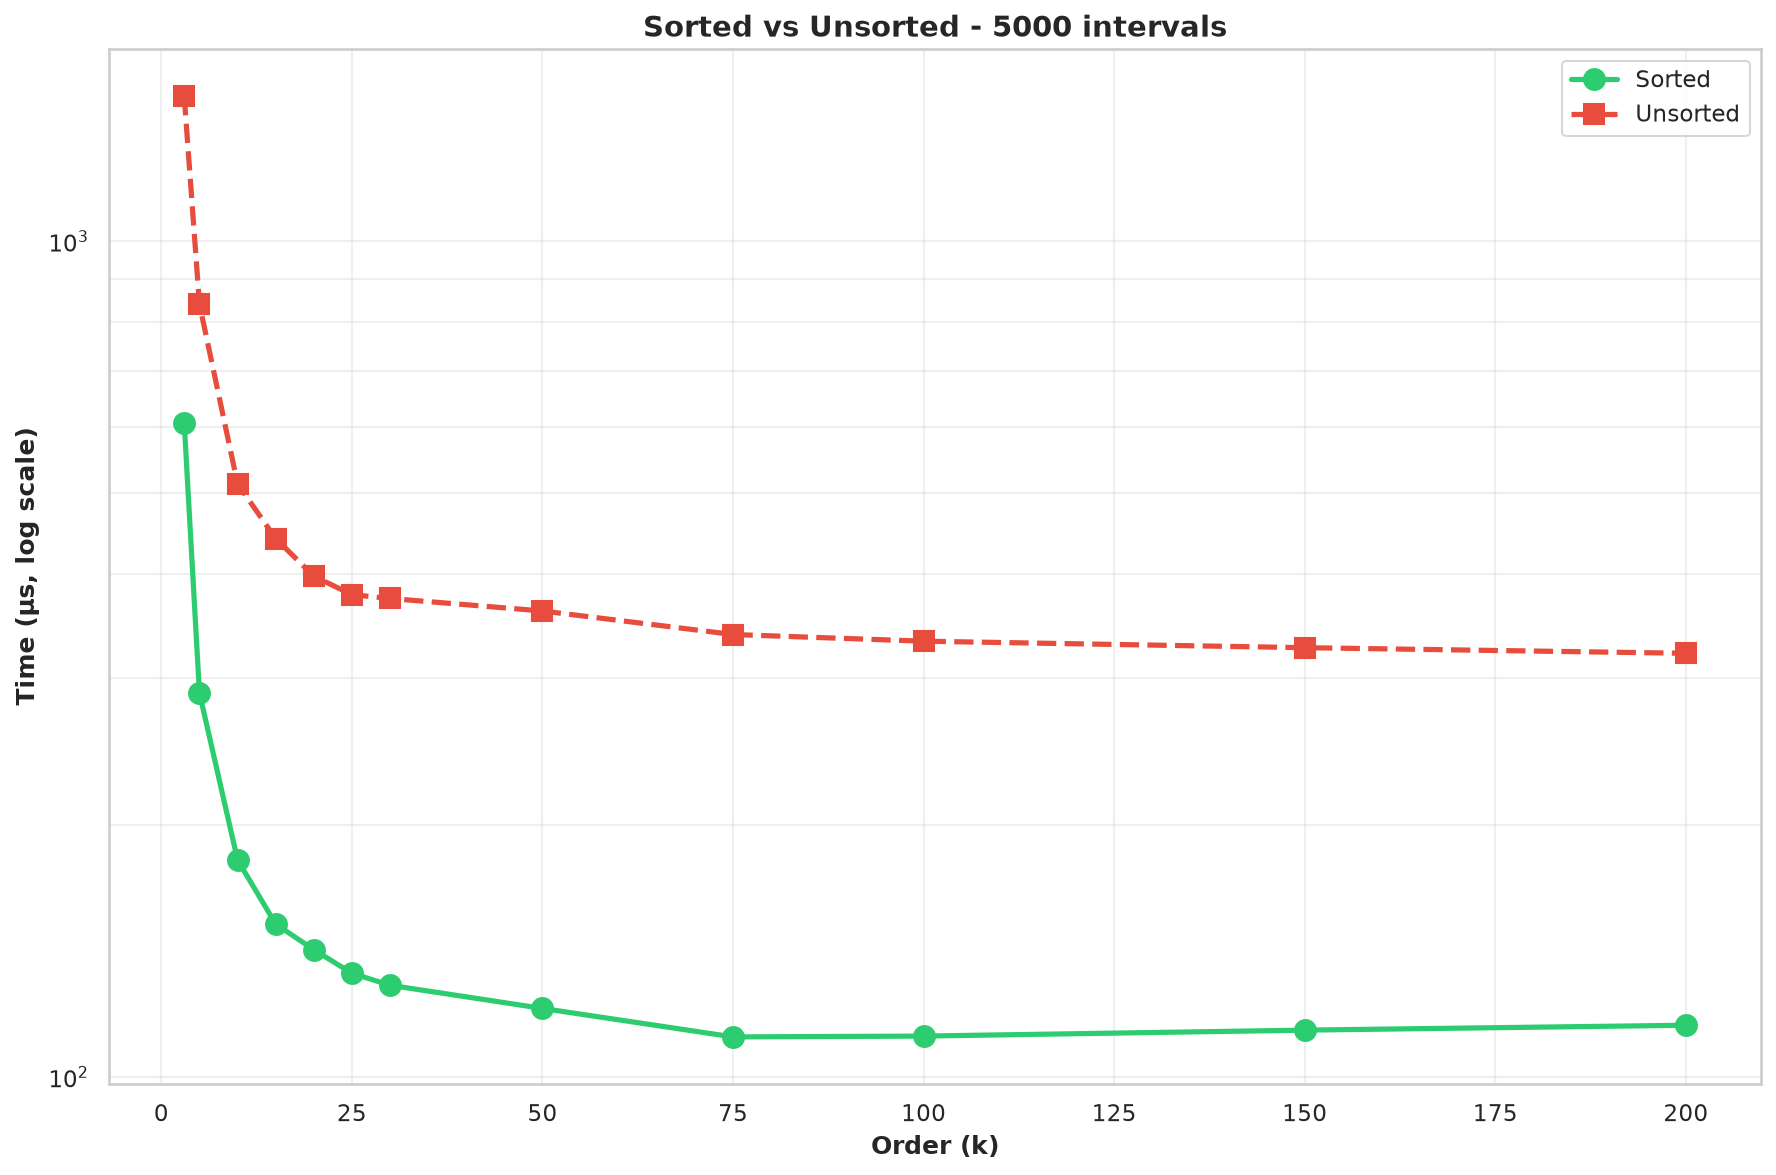 Sorted vs Unsorted - 5000 intervals
Sorted
Unsorted
Time (µs, log scale)
10³
10²
0 25 50 75 100 125 150 175 200
Order (k)